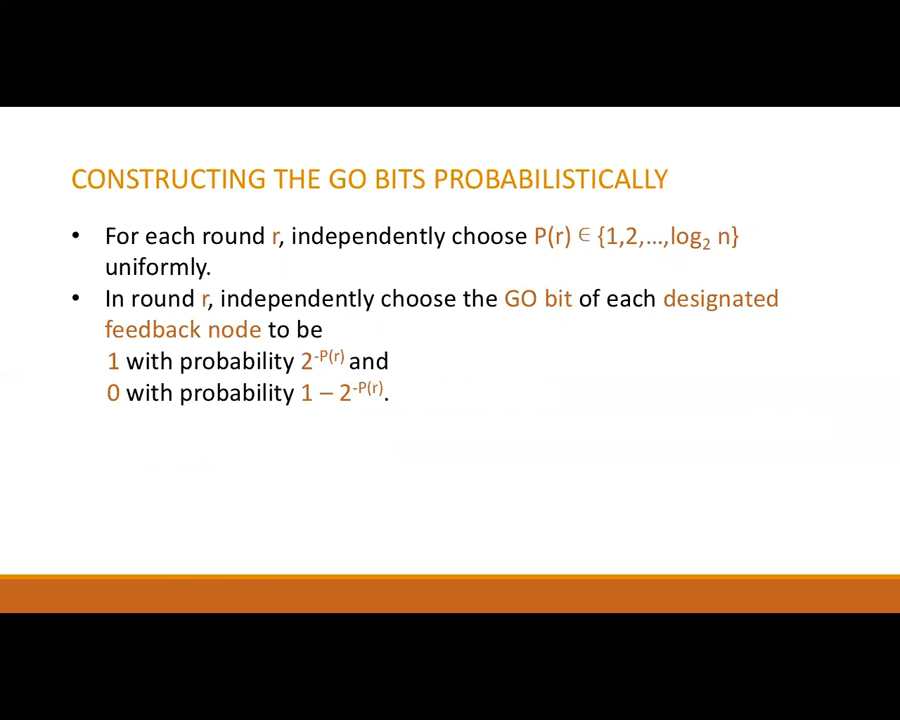 CONSTRUCTING THE GO BITS PROBABILISTICALLY
• For each round r, independently choose P(r) ∈ {1,2,…,log₂ n}
uniformly.
• In round r, independently choose the GO bit of each designated
feedback node to be
1 with probability 2⁻ᴾ⁽ʳ⁾ and
0 with probability 1 – 2⁻ᴾ⁽ʳ⁾.